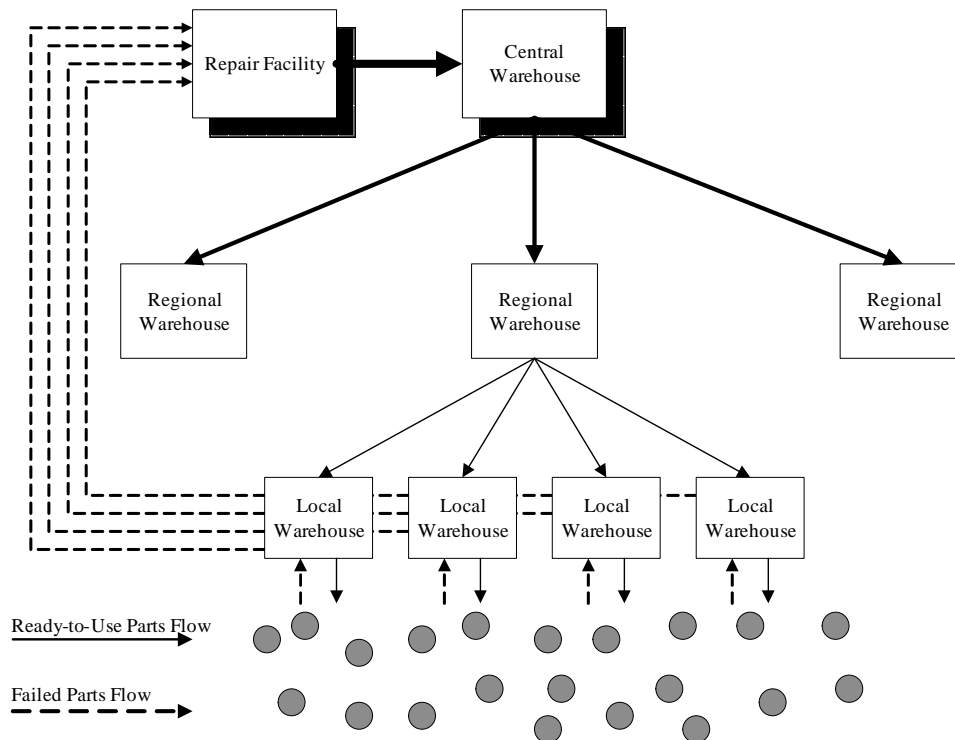 Repair Facility
Central
Warehouse
Regional
Warehouse
Regional
Warehouse
Regional
Warehouse
Local
Warehouse
Local
Warehouse
Local
Warehouse
Local
Warehouse
Ready-to-Use Parts Flow
Failed Parts Flow